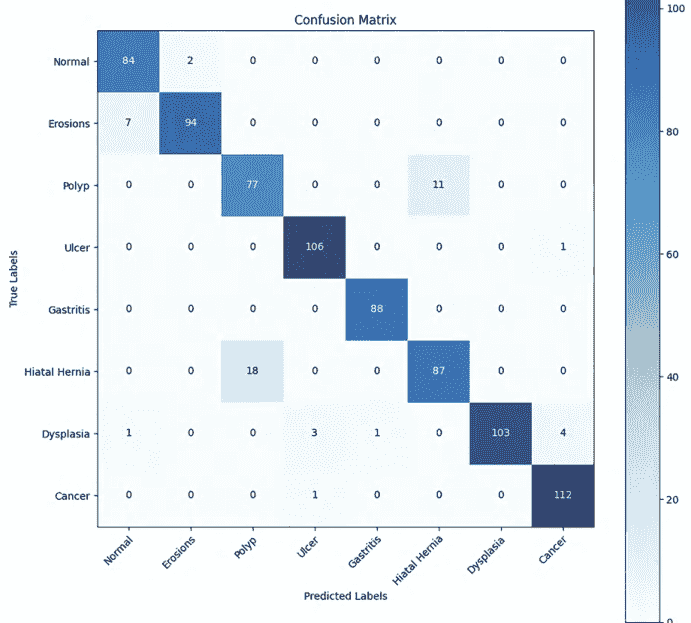 Confusion Matrix
100
Normal 84 2 0 0 0 0 0 0
Erosions 7 94 0 0 0 0 0 0
80
Polyp 0 0 77 0 0 11 0 0
Ulcer 0 0 0 106 0 0 0 1
60
True Labels
Gastritis 0 0 0 0 88 0 0 0
Hiatal Hernia 0 0 18 0 0 87 0 0
40
Dysplasia 1 0 0 3 1 0 103 4
Cancer 0 0 0 1 0 0 0 112
20
Normal Erosions Polyp Ulcer Gastritis Hiatal Hernia Dysplasia Cancer
Predicted Labels
0